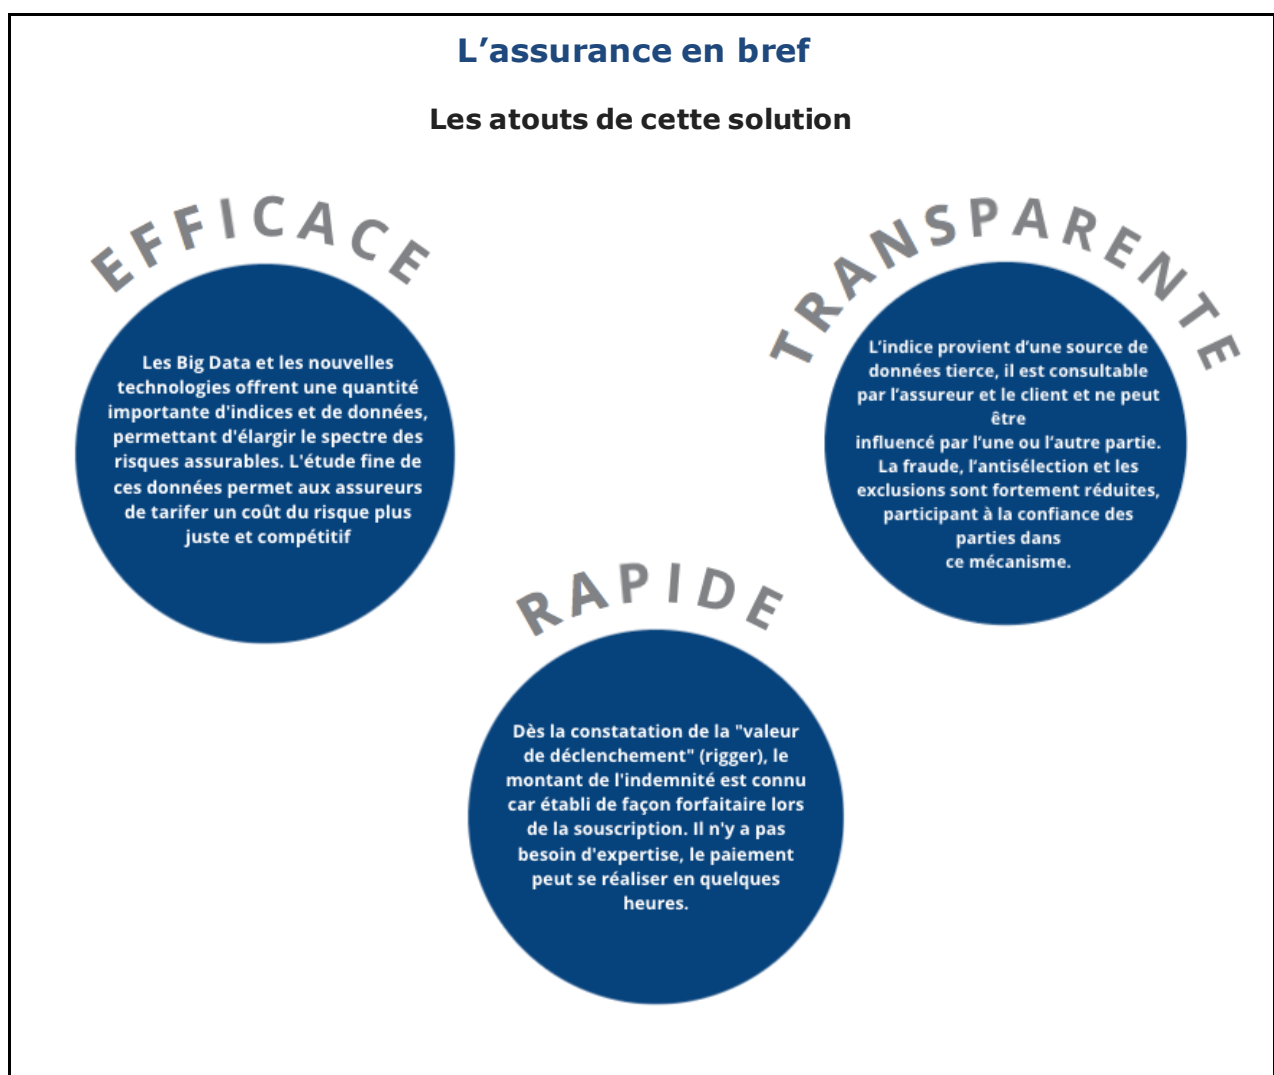 L’assurance en bref
Les atouts de cette solution
EFFICACE
Les Big Data et les nouvelles
technologies offrent une quantité
importante d'indices et de données,
permettant d'élargir le spectre des
risques assurables. L'étude fine de
ces données permet aux assureurs
de tarifer un coût du risque plus
juste et compétitif
TRANSPARENTE
L’indice provient d’une source de
données tierce, il est consultable
par l’assureur et le client et ne peut
être
influencé par l’une ou l’autre partie.
La fraude, l’antisélection et les
exclusions sont fortement réduites,
participant à la confiance des
parties dans
ce mécanisme.
RAPIDE
Dès la constatation de la "valeur
de déclenchement" (rigger), le
montant de l'indemnité est connu
car établi de façon forfaitaire lors
de la souscription. Il n'y a pas
besoin d'expertise, le paiement
peut se réaliser en quelques
heures.